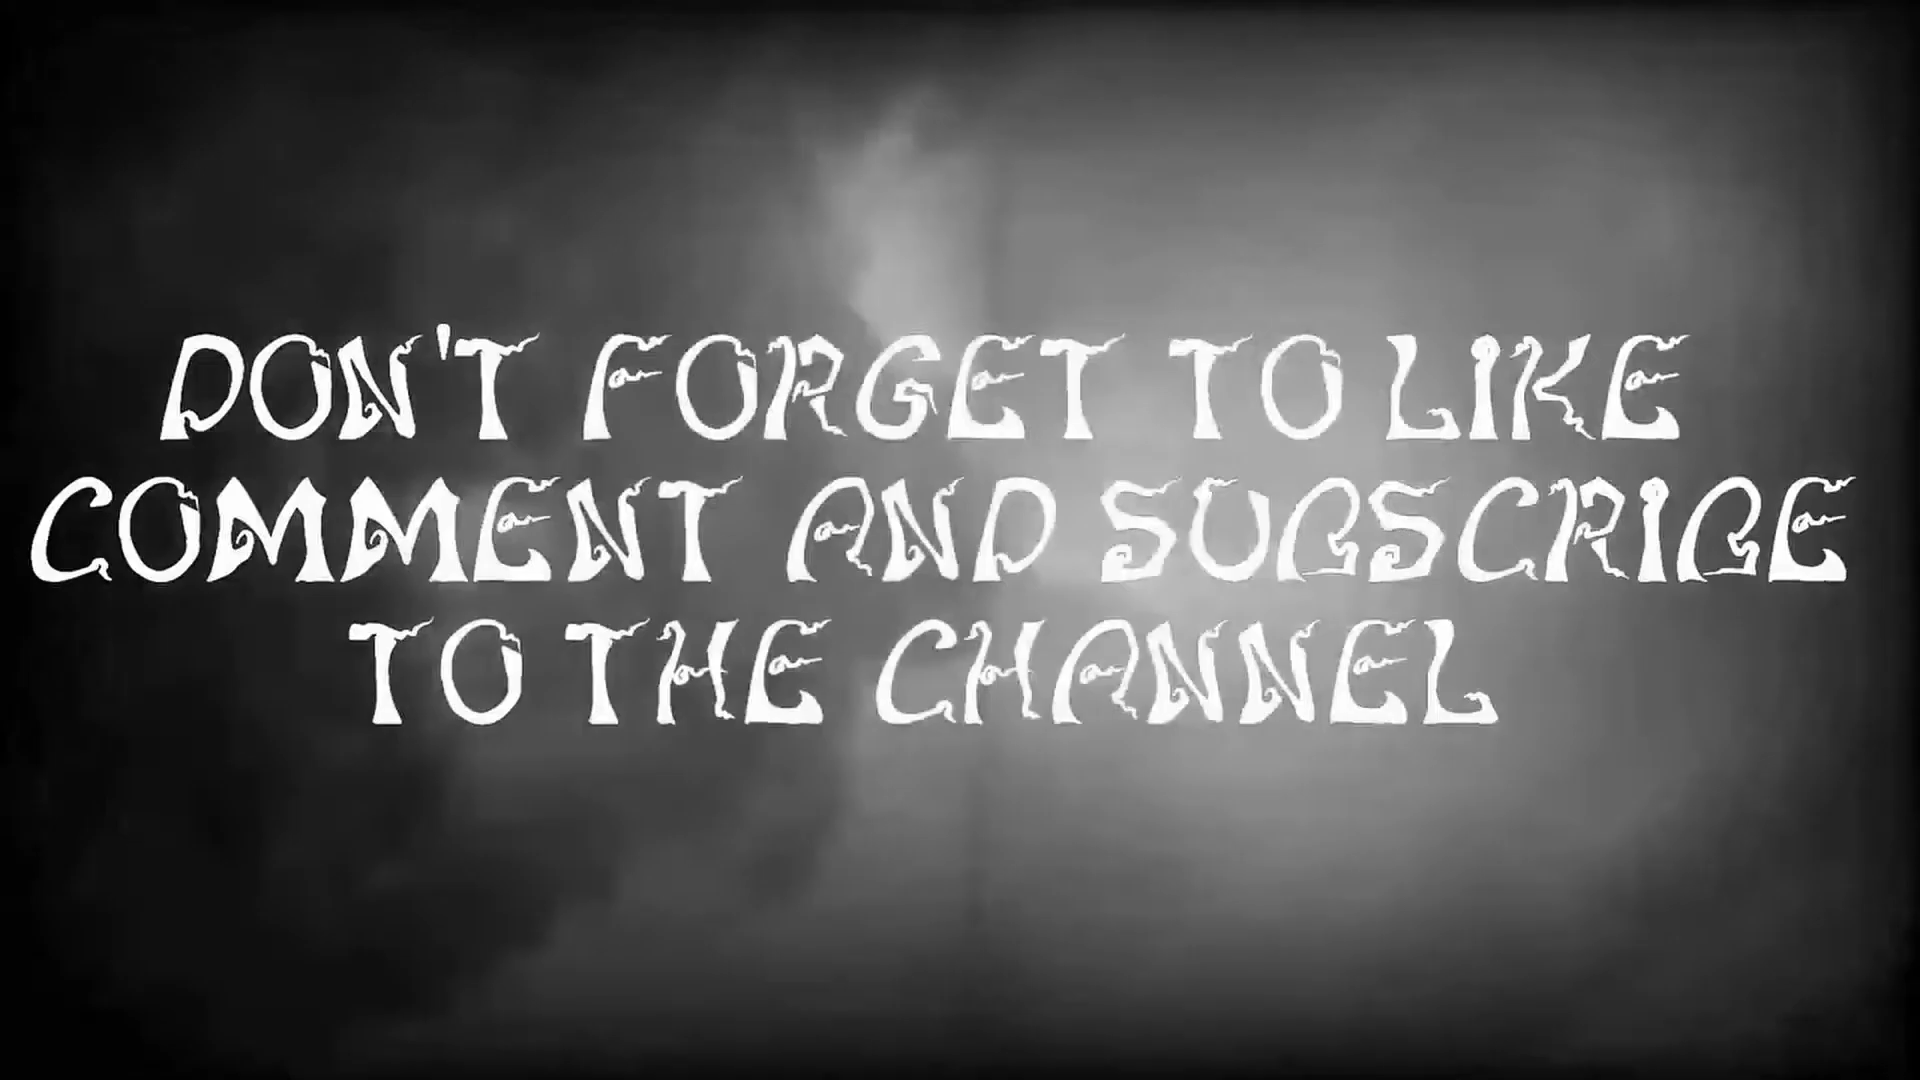 DON'T FORGET TO LIKE
COMMENT AND SUBSCRIBE
TO THE CHANNEL